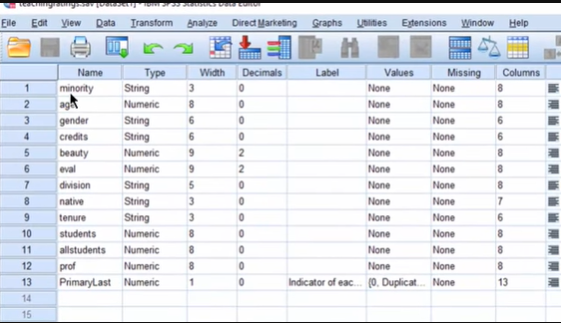 teachingratings.sav [DataSet1] - IBM SPSS Statistics Data Editor
File Edit View Data Transform Analyze Direct Marketing Graphs Utilities Extensions Window Help
Name Type Width Decimals Label Values Missing Columns
1 minority String 3 0 None None 8
2 age Numeric 8 0 None None 8
3 gender String 6 0 None None 6
4 credits String 6 0 None None 6
5 beauty Numeric 9 2 None None 8
6 eval Numeric 9 2 None None 8
7 division String 5 0 None None 8
8 native String 3 0 None None 7
9 tenure String 3 0 None None 6
10 students Numeric 8 0 None None 8
11 allstudents Numeric 8 0 None None 8
12 prof Numeric 8 0 None None 8
13 PrimaryLast Numeric 1 0 Indicator of eac... {0, Duplicat... None 13
14
15